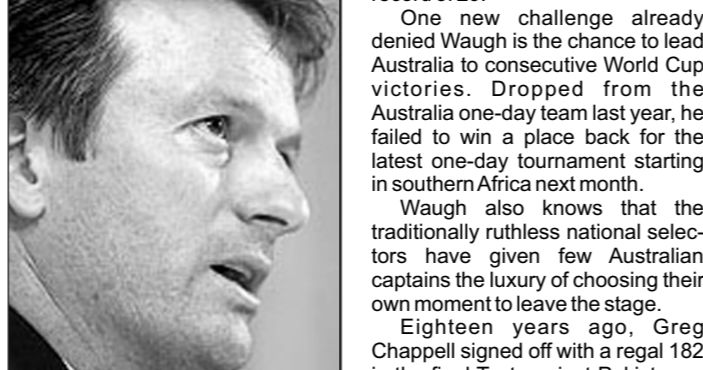 One new challenge already
denied Waugh is the chance to lead
Australia to consecutive World Cup
victories. Dropped from the
Australia one-day team last year, he
failed to win a place back for the
latest one-day tournament starting
in southern Africa next month.
Waugh also knows that the
traditionally ruthless national selec-
tors have given few Australian
captains the luxury of choosing their
own moment to leave the stage.
Eighteen years ago, Greg
Chappell signed off with a regal 182